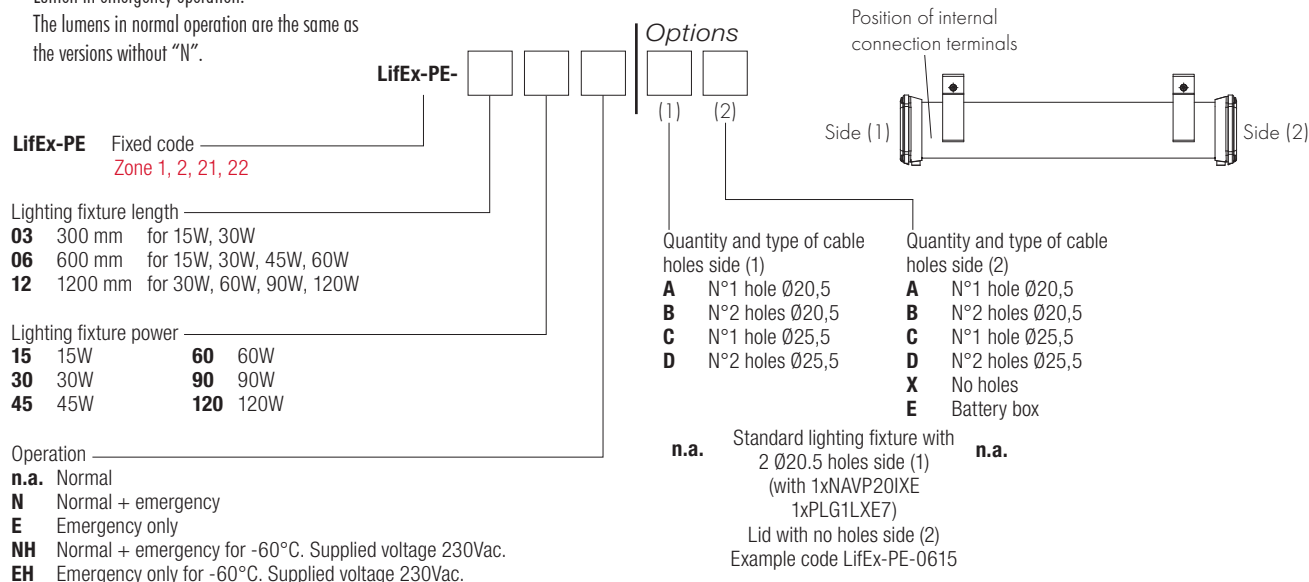 Lumen in emergency operation.
The lumens in normal operation are the same as
the versions without "N".
Options
LifEx-PE-
(1) (2)
Position of internal
connection terminals
Side (1)
Side (2)
LifEx-PE Fixed code
Zone 1, 2, 21, 22
Lighting fixture length
03 300 mm for 15W, 30W
06 600 mm for 15W, 30W, 45W, 60W
12 1200 mm for 30W, 60W, 90W, 120W
Lighting fixture power
15 15W 60 60W
30 30W 90 90W
45 45W 120 120W
Operation
n.a. Normal
N Normal + emergency
E Emergency only
NH Normal + emergency for -60°C. Supplied voltage 230Vac.
EH Emergency only for -60°C. Supplied voltage 230Vac.
Quantity and type of cable
holes side (1)
A N°1 hole Ø20,5
B N°2 holes Ø20,5
C N°1 hole Ø25,5
D N°2 holes Ø25,5
Quantity and type of cable
holes side (2)
A N°1 hole Ø20,5
B N°2 holes Ø20,5
C N°1 hole Ø25,5
D N°2 holes Ø25,5
X No holes
E Battery box
n.a. Standard lighting fixture with n.a.
2 Ø20.5 holes side (1)
(with 1xNAVP20IXE
1xPLG1LXE7)
Lid with no holes side (2)
Example code LifEx-PE-0615